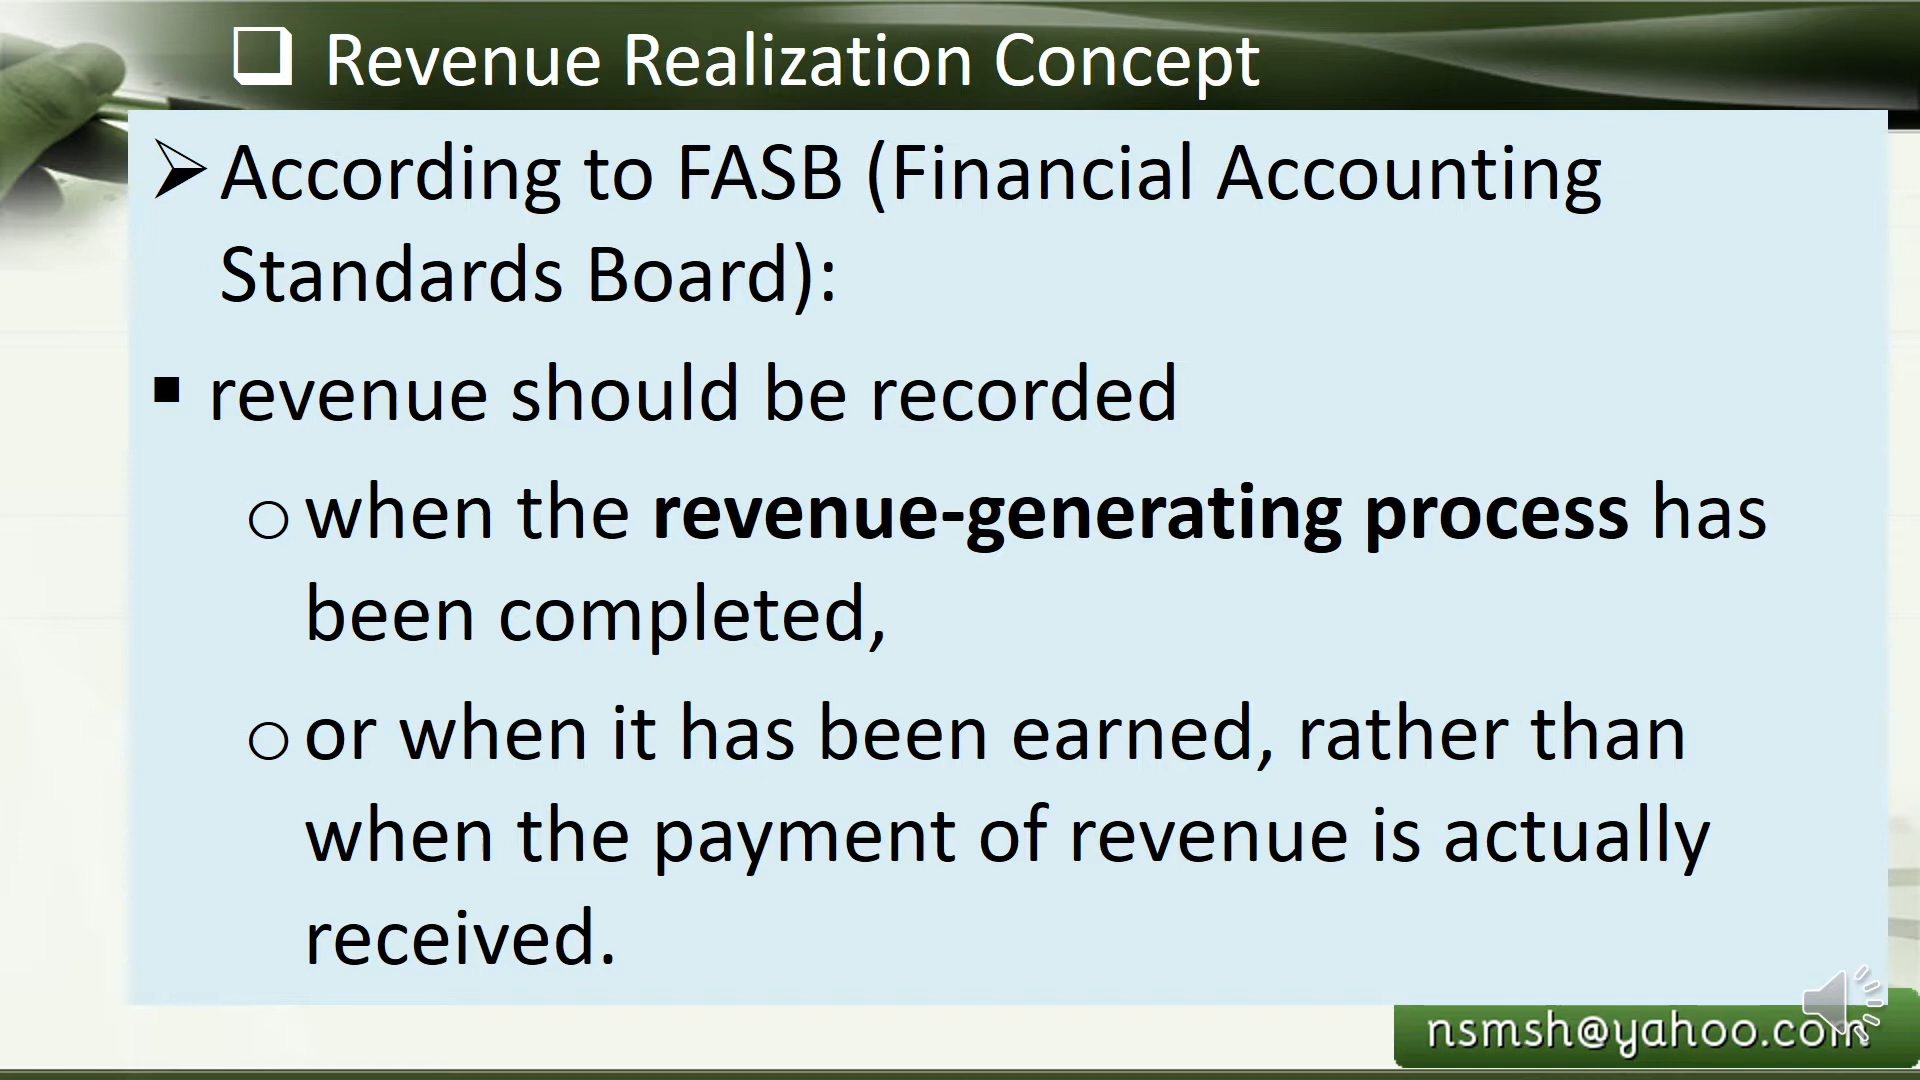 ❑ Revenue Realization Concept
➢ According to FASB (Financial Accounting
Standards Board):
▪ revenue should be recorded
o when the revenue-generating process has
been completed,
o or when it has been earned, rather than
when the payment of revenue is actually
received.
nsmsh@yahoo.com